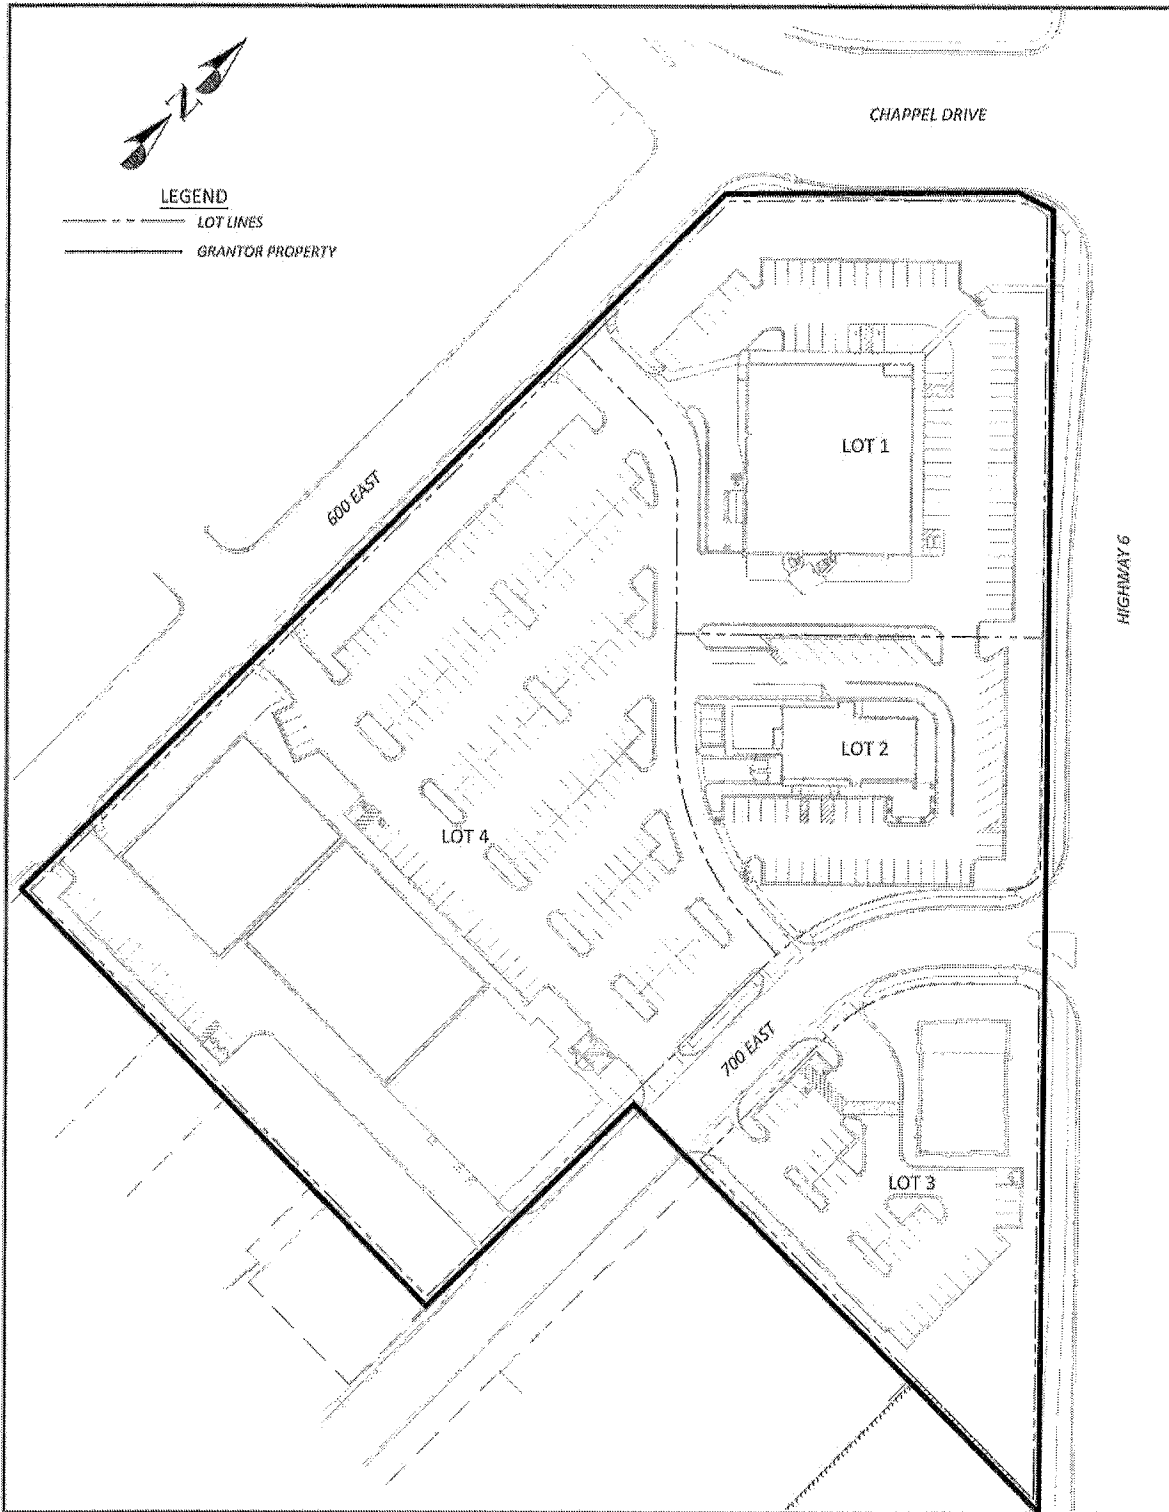 CHAPPEL DRIVE
N
LEGEND
LOT LINES
GRANTOR PROPERTY
LOT 1
600 EAST
HIGHWAY 6
LOT 2
LOT 4
700 EAST
LOT 3